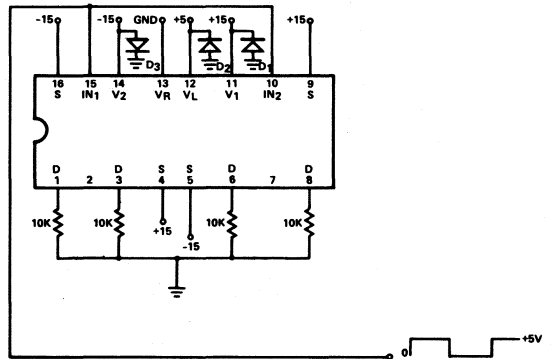 -15 -15 GND +5 +15 +15
D3 D2 D1
16 15 14 13 12 11 10 9
S IN1 V2 VR VL V1 IN2 S
D D S S D D
1 2 3 4 5 6 7 8
10K 10K 10K 10K
+15
-15
0 +5V